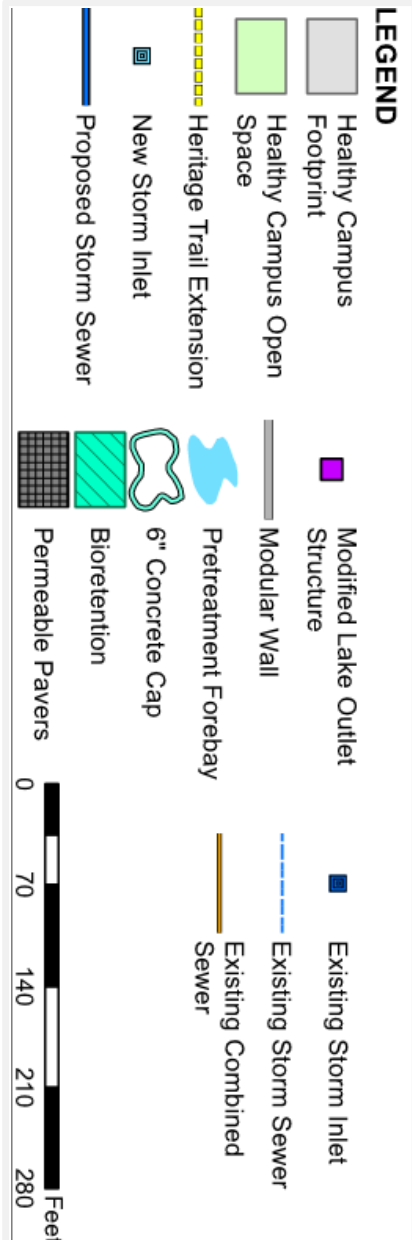 LEGEND
Healthy Campus
Footprint
Healthy Campus Open
Space
Heritage Trail Extension
New Storm Inlet
Proposed Storm Sewer
Modified Lake Outlet
Structure
Modular Wall
Pretreatment Forebay
6" Concrete Cap
Bioretention
Permeable Pavers
Existing Storm Inlet
Existing Storm Sewer
Existing Combined
Sewer
0 70 140 210 280
Feet